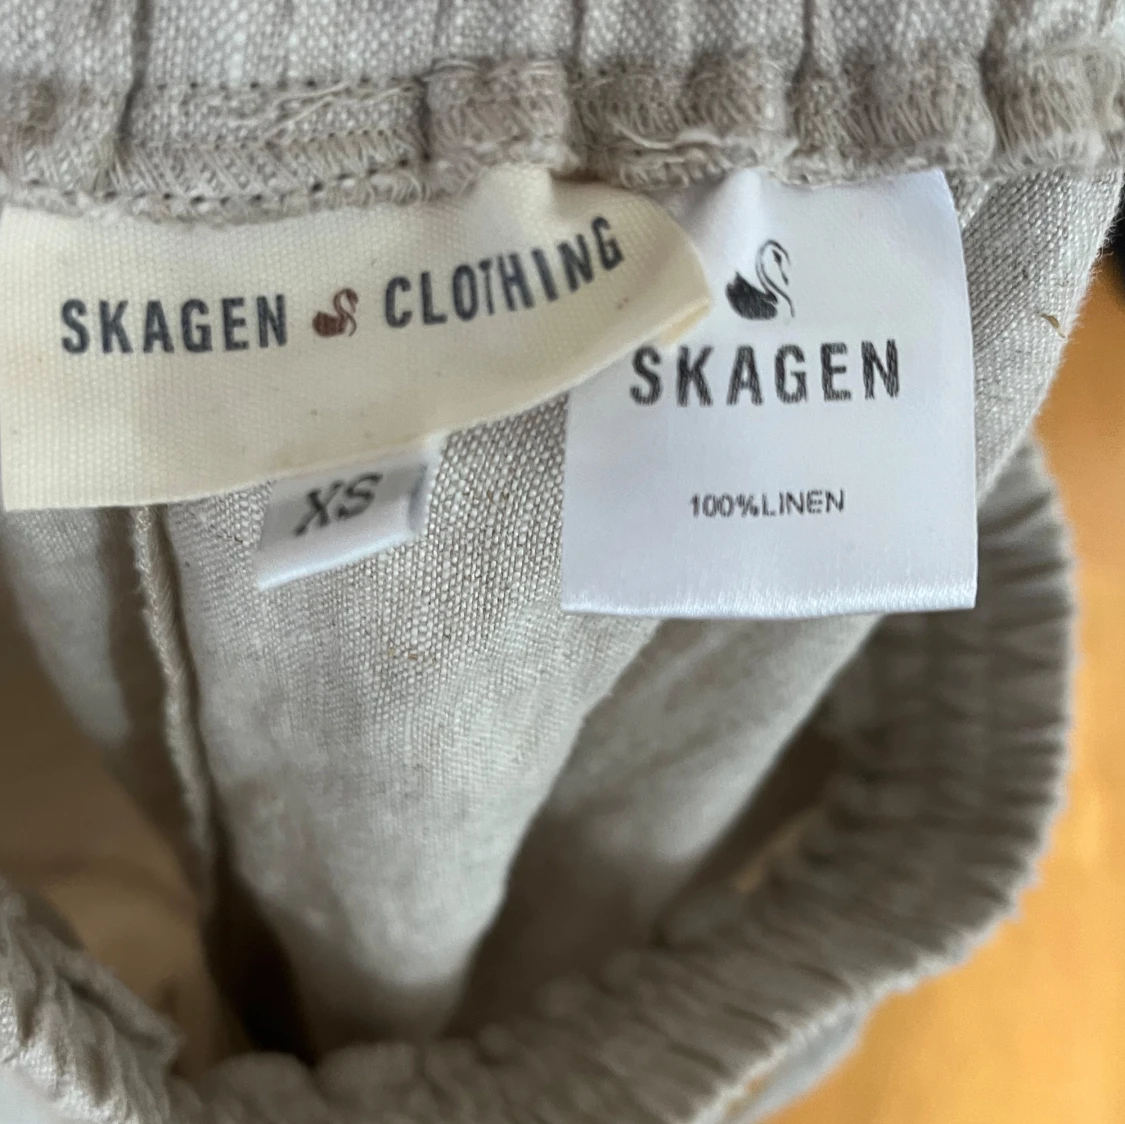 SKAGEN CLOTHING
XS
SKAGEN
100%LINEN